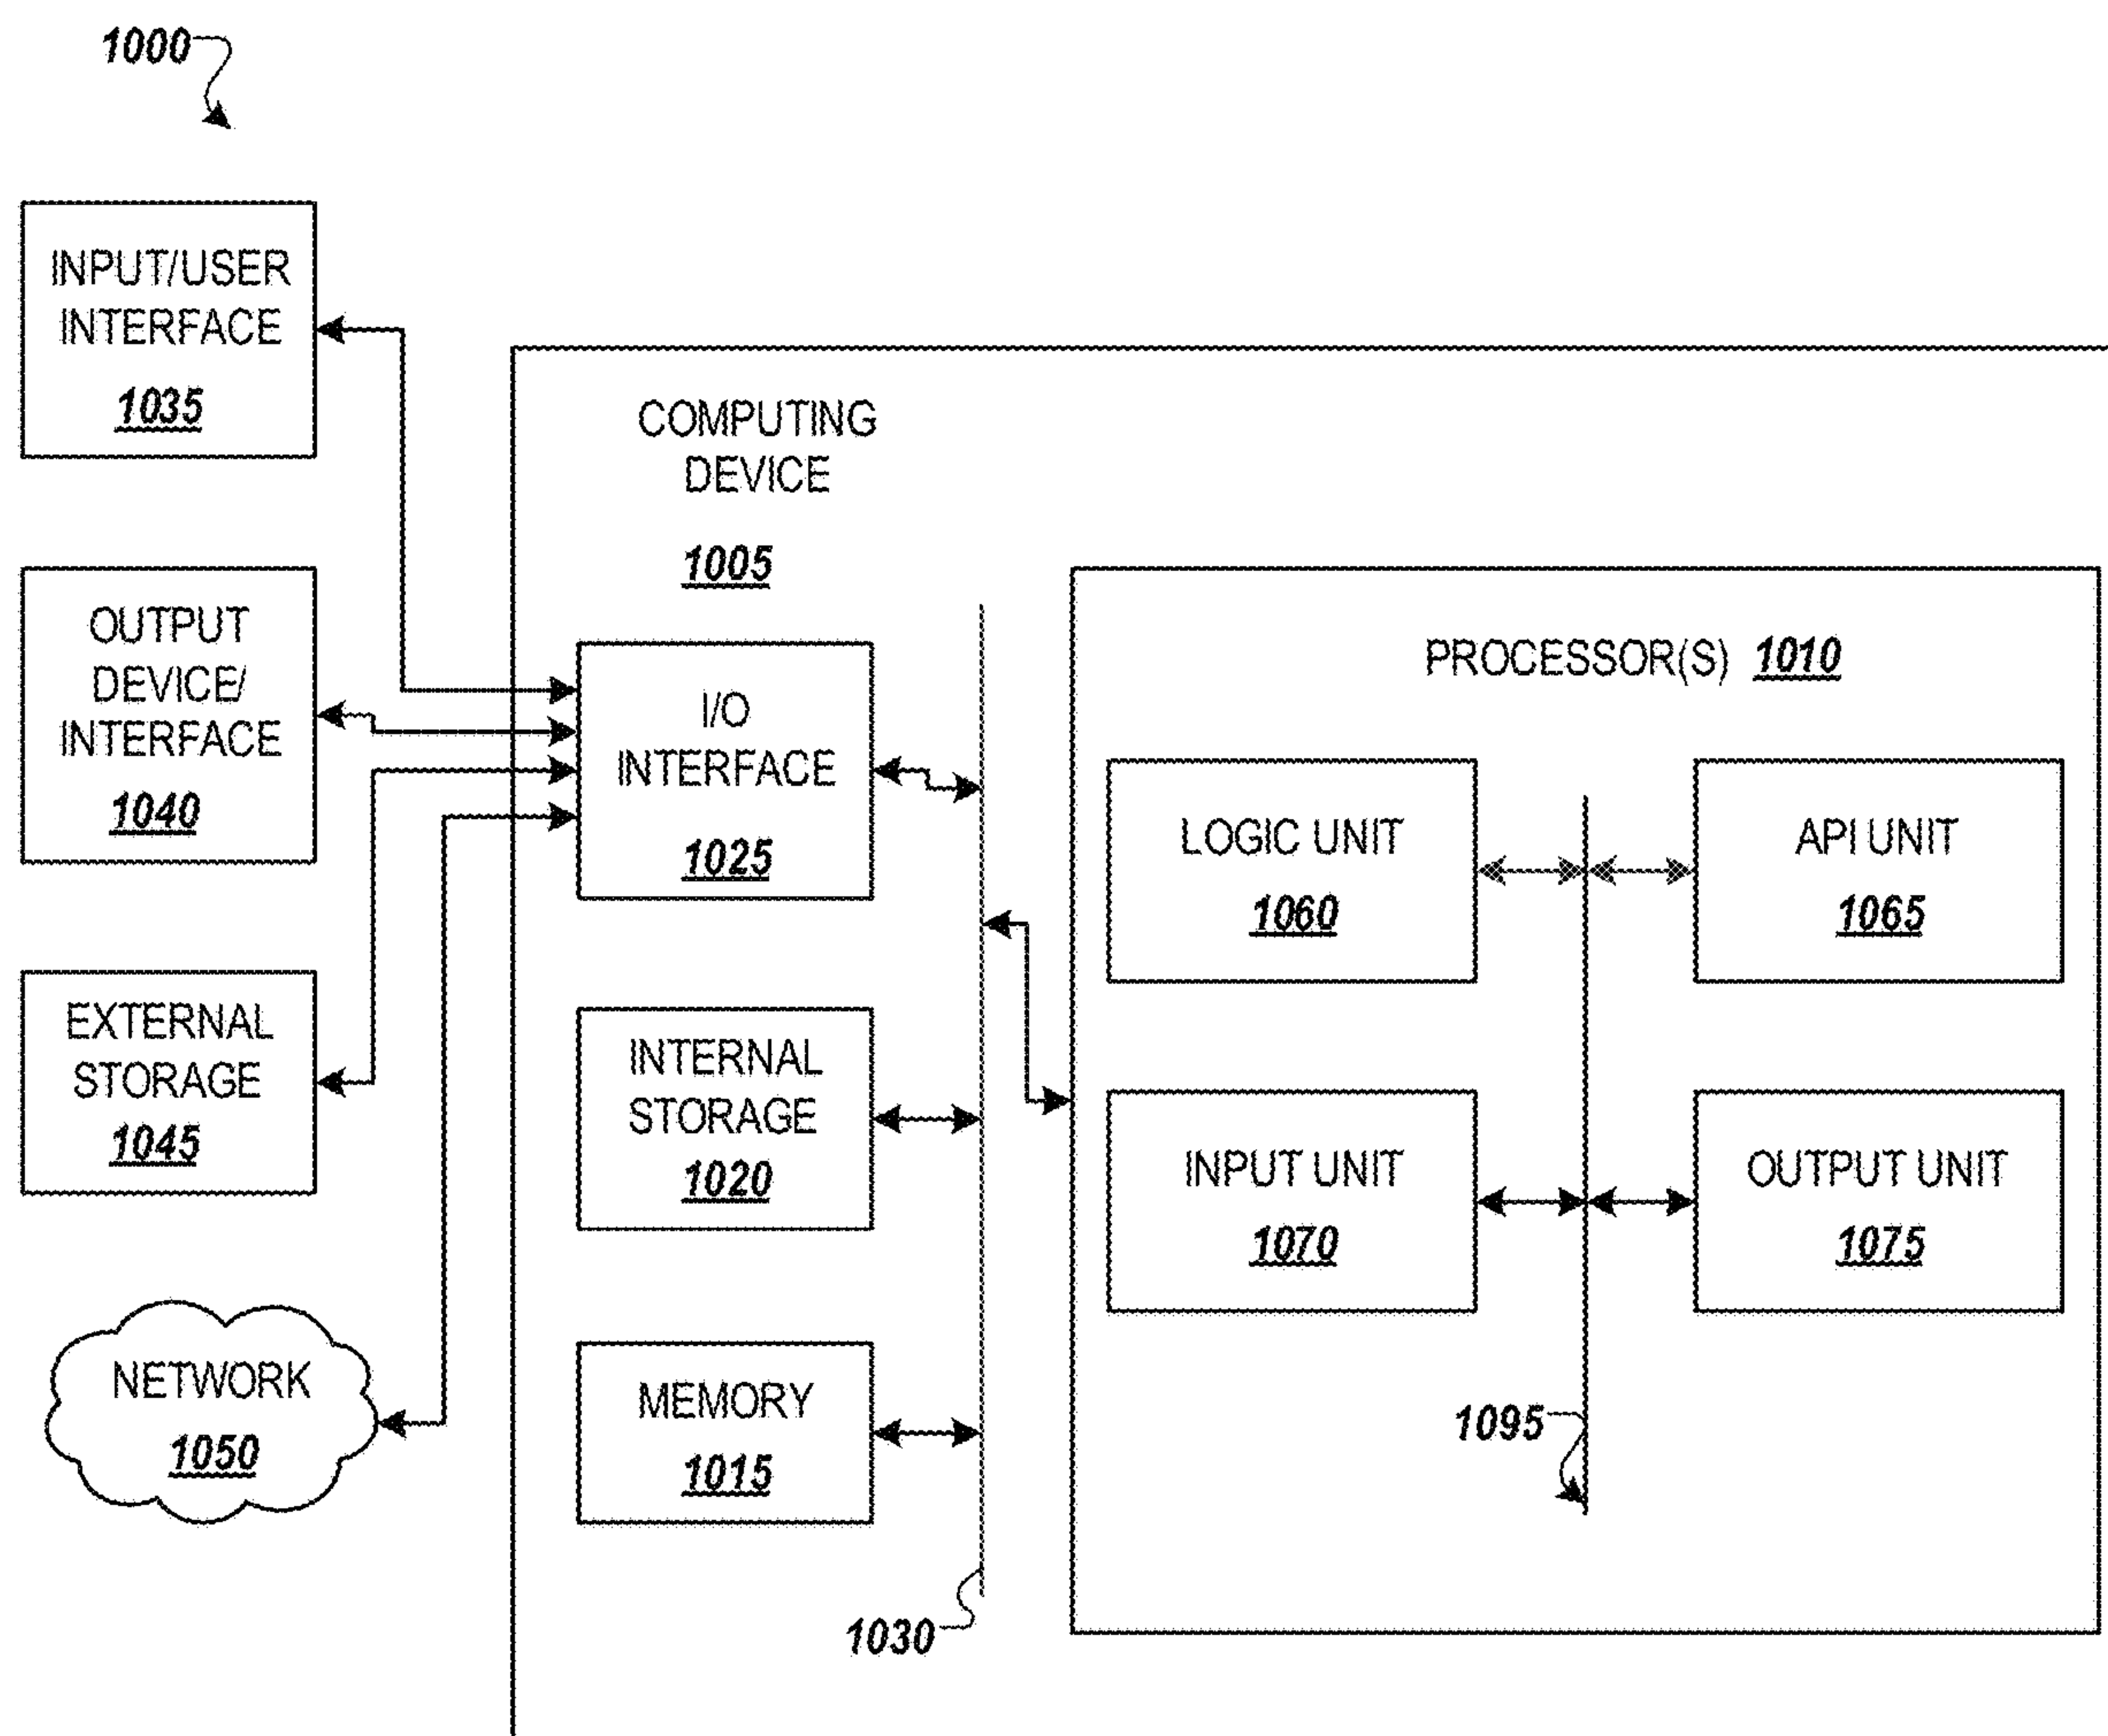 1000
INPUT/USER
INTERFACE
1035
OUTPUT
DEVICE/
INTERFACE
1040
EXTERNAL
STORAGE
1045
NETWORK
1050
COMPUTING
DEVICE
1005
I/O
INTERFACE
1025
INTERNAL
STORAGE
1020
MEMORY
1015
1030
PROCESSOR(S) 1010
LOGIC UNIT
1060
API UNIT
1065
INPUT UNIT
1070
OUTPUT UNIT
1075
1095